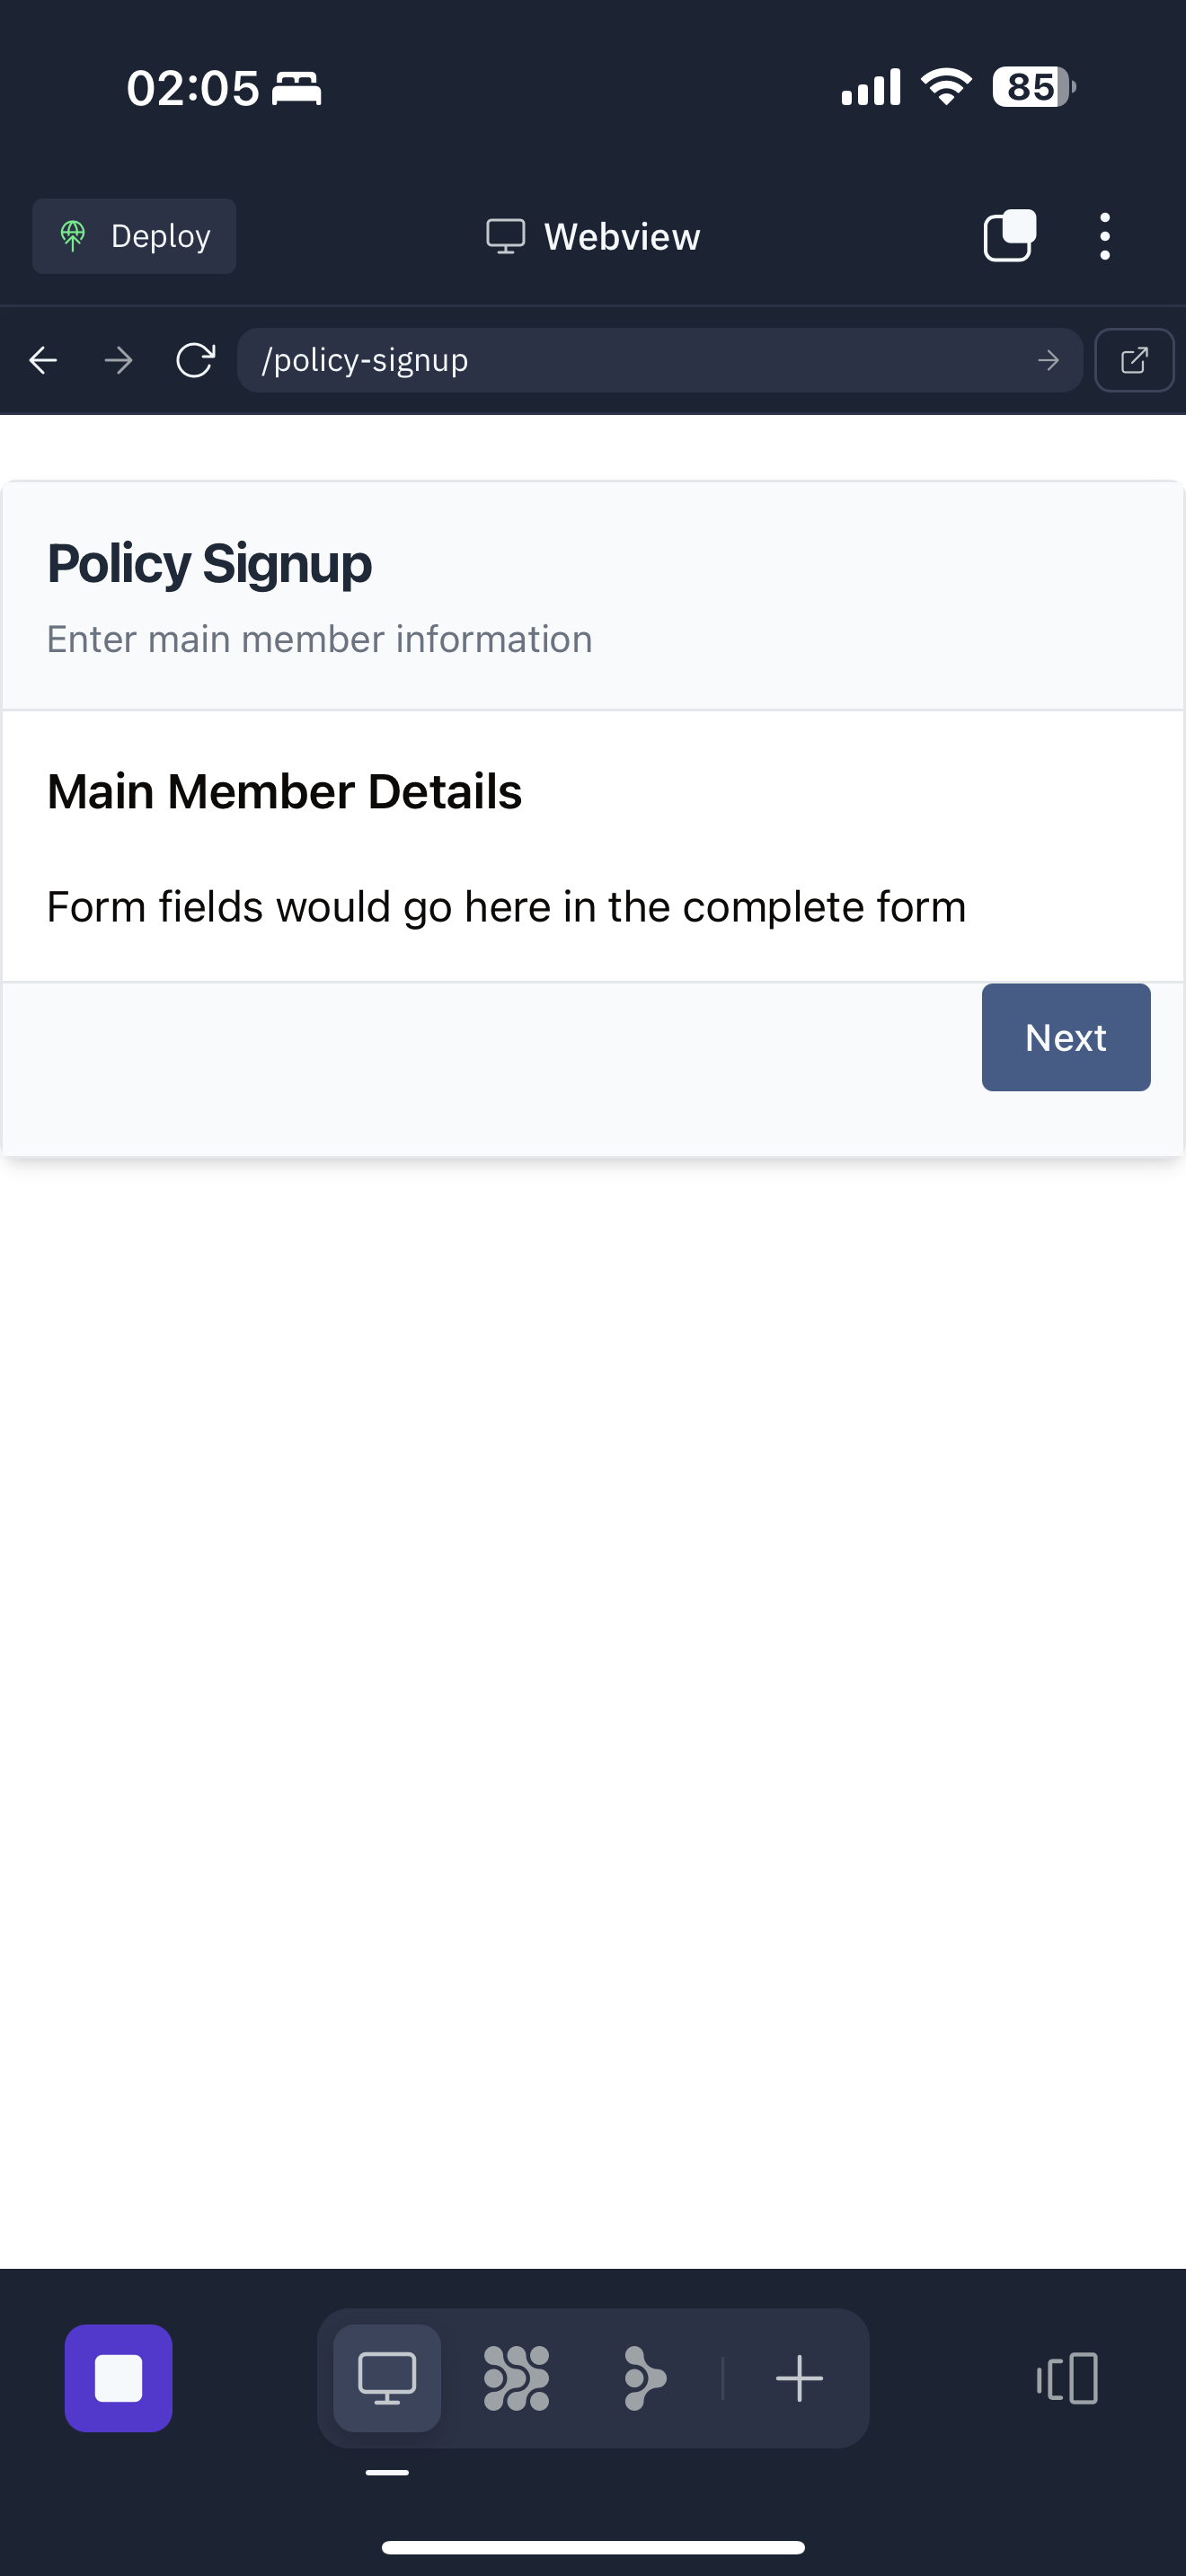 02:05
85
Deploy
Webview
/policy-signup
Policy Signup
Enter main member information
Main Member Details
Form fields would go here in the complete form
Next